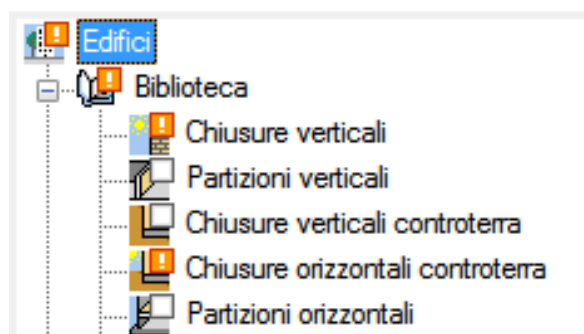 Edifici
Biblioteca
Chiusure verticali
Partizioni verticali
Chiusure verticali controterra
Chiusure orizzontali controterra
Partizioni orizzontali